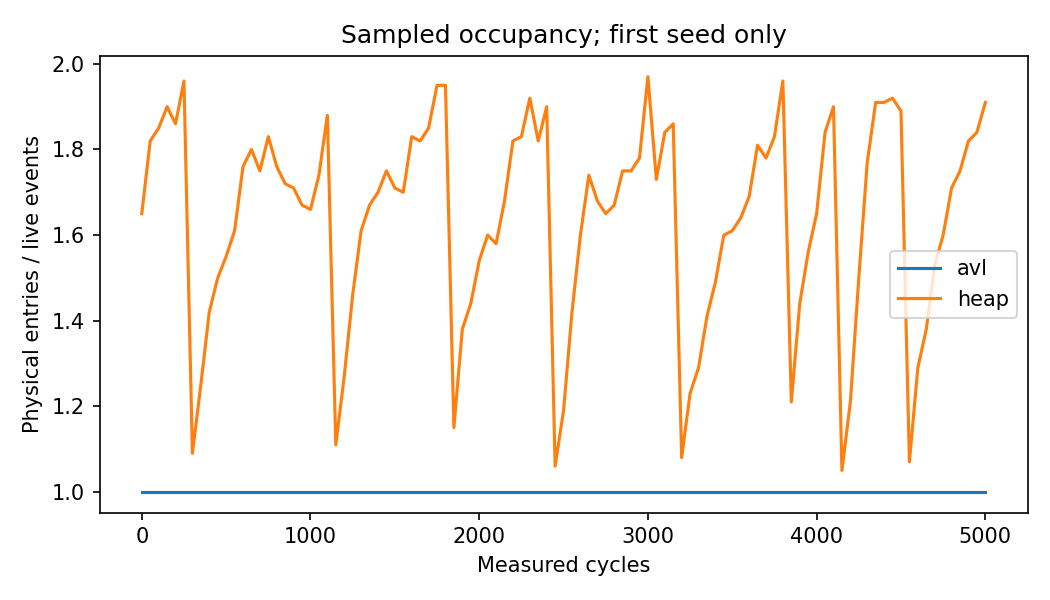 Sampled occupancy; first seed only
Physical entries / live events
2.0
1.8
1.6
1.4
1.2
1.0
avl
heap
0 1000 2000 3000 4000 5000
Measured cycles